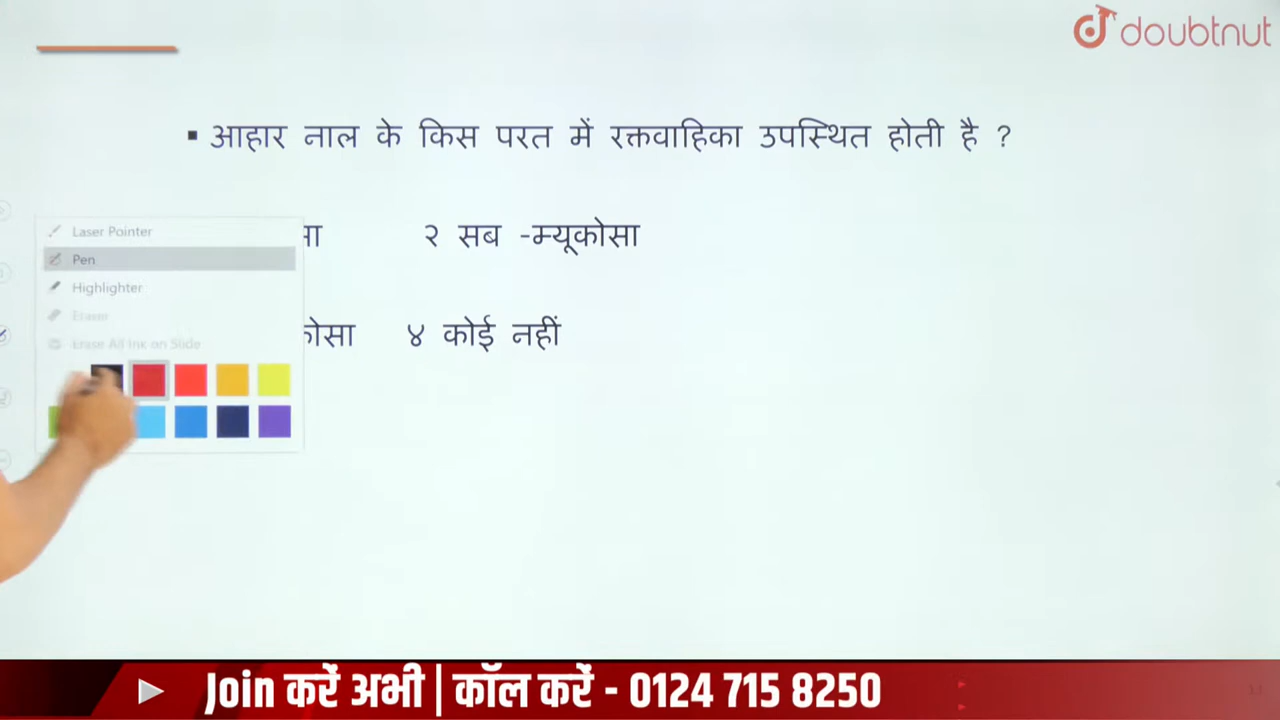 doubtnut
▪ आहार नाल के किस परत में रक्तवाहिका उपस्थित होती है ?
२ सब -म्यूकोसा
४ कोई नहीं
Laser Pointer
Pen
Highlighter
Eraser
Erase All Ink on Slide
Join करें अभी | कॉल करें - 0124 715 8250